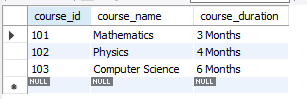 course_id course_name course_duration
101 Mathematics 3 Months
102 Physics 4 Months
103 Computer Science 6 Months
NULL NULL NULL